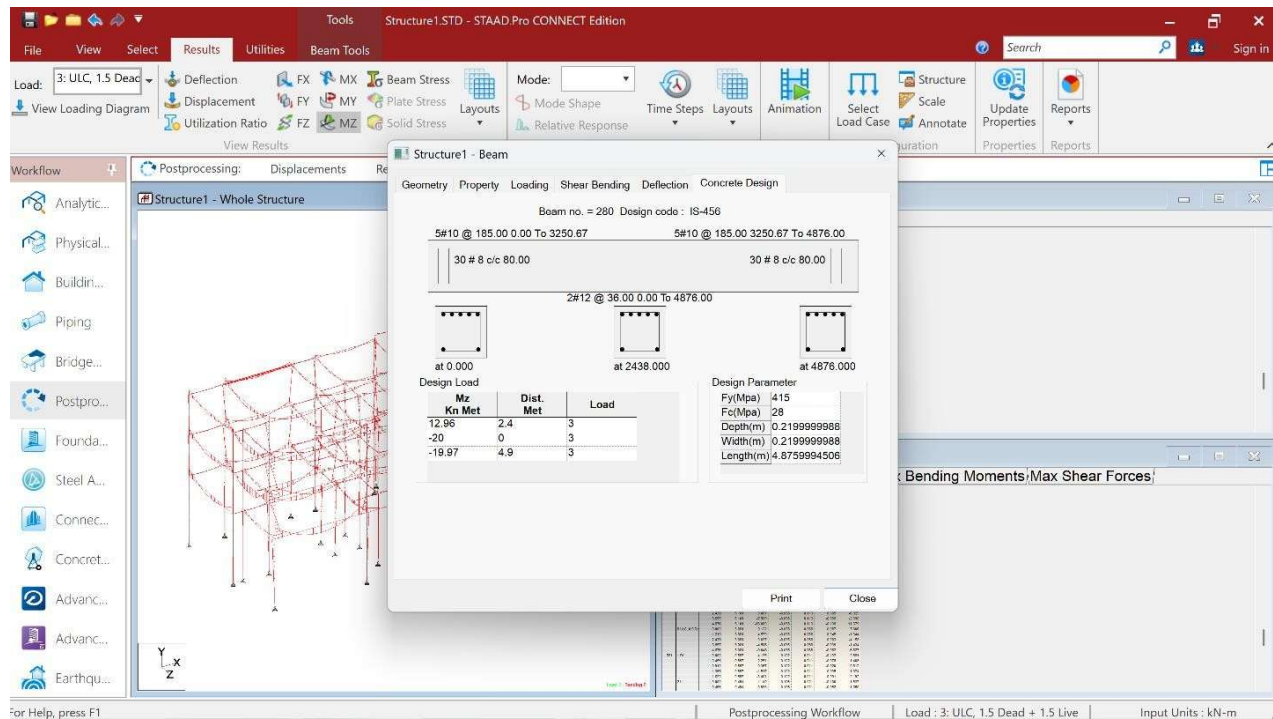 Tools Structure1.STD - STAAD.Pro CONNECT Edition
File View Select Results Utilities Beam Tools Search Sign in
Load: 3: ULC, 1.5 Dead
View Loading Diagram
Deflection FX MX Beam Stress
Displacement FY MY Plate Stress
Utilization Ratio FZ MZ Solid Stress
Layouts
View Results
Mode:
Mode Shape
Relative Response
Time Steps Layouts
Animation
Select
Load Case
Structure
Scale
Annotate
Update
Properties
Reports
Properties Reports
Workflow
Postprocessing: Displacements
Structure1 - Whole Structure
Analytic...
Physical...
Buildin...
Piping
Bridge...
Postpro...
Founda...
Steel A...
Connec...
Concret...
Advanc...
Advanc...
Earthqu...
Y
X
Z
Structure1 - Beam
Geometry Property Loading Shear Bending Deflection Concrete Design
Beam no. = 280 Design code : IS-456
5#10 @ 185.00 0.00 To 3250.67 5#10 @ 185.00 3250.67 To 4876.00
30 # 8 c/c 80.00 30 # 8 c/c 80.00
2#12 @ 36.00 0.00 To 4876.00
at 0.000 at 2438.000 at 4876.000
Design Load
Mz Dist. Load
Kn Met Met
12.96 2.4 3
-20 0 3
-19.97 4.9 3
Design Parameter
Fy(Mpa) 415
Fc(Mpa) 28
Depth(m) 0.2199999988
Width(m) 0.2199999988
Length(m) 4.8759994506
Print Close
Bending Moments Max Shear Forces
For Help, press F1
Postprocessing Workflow Load : 3: ULC, 1.5 Dead + 1.5 Live Input Units : kN-m